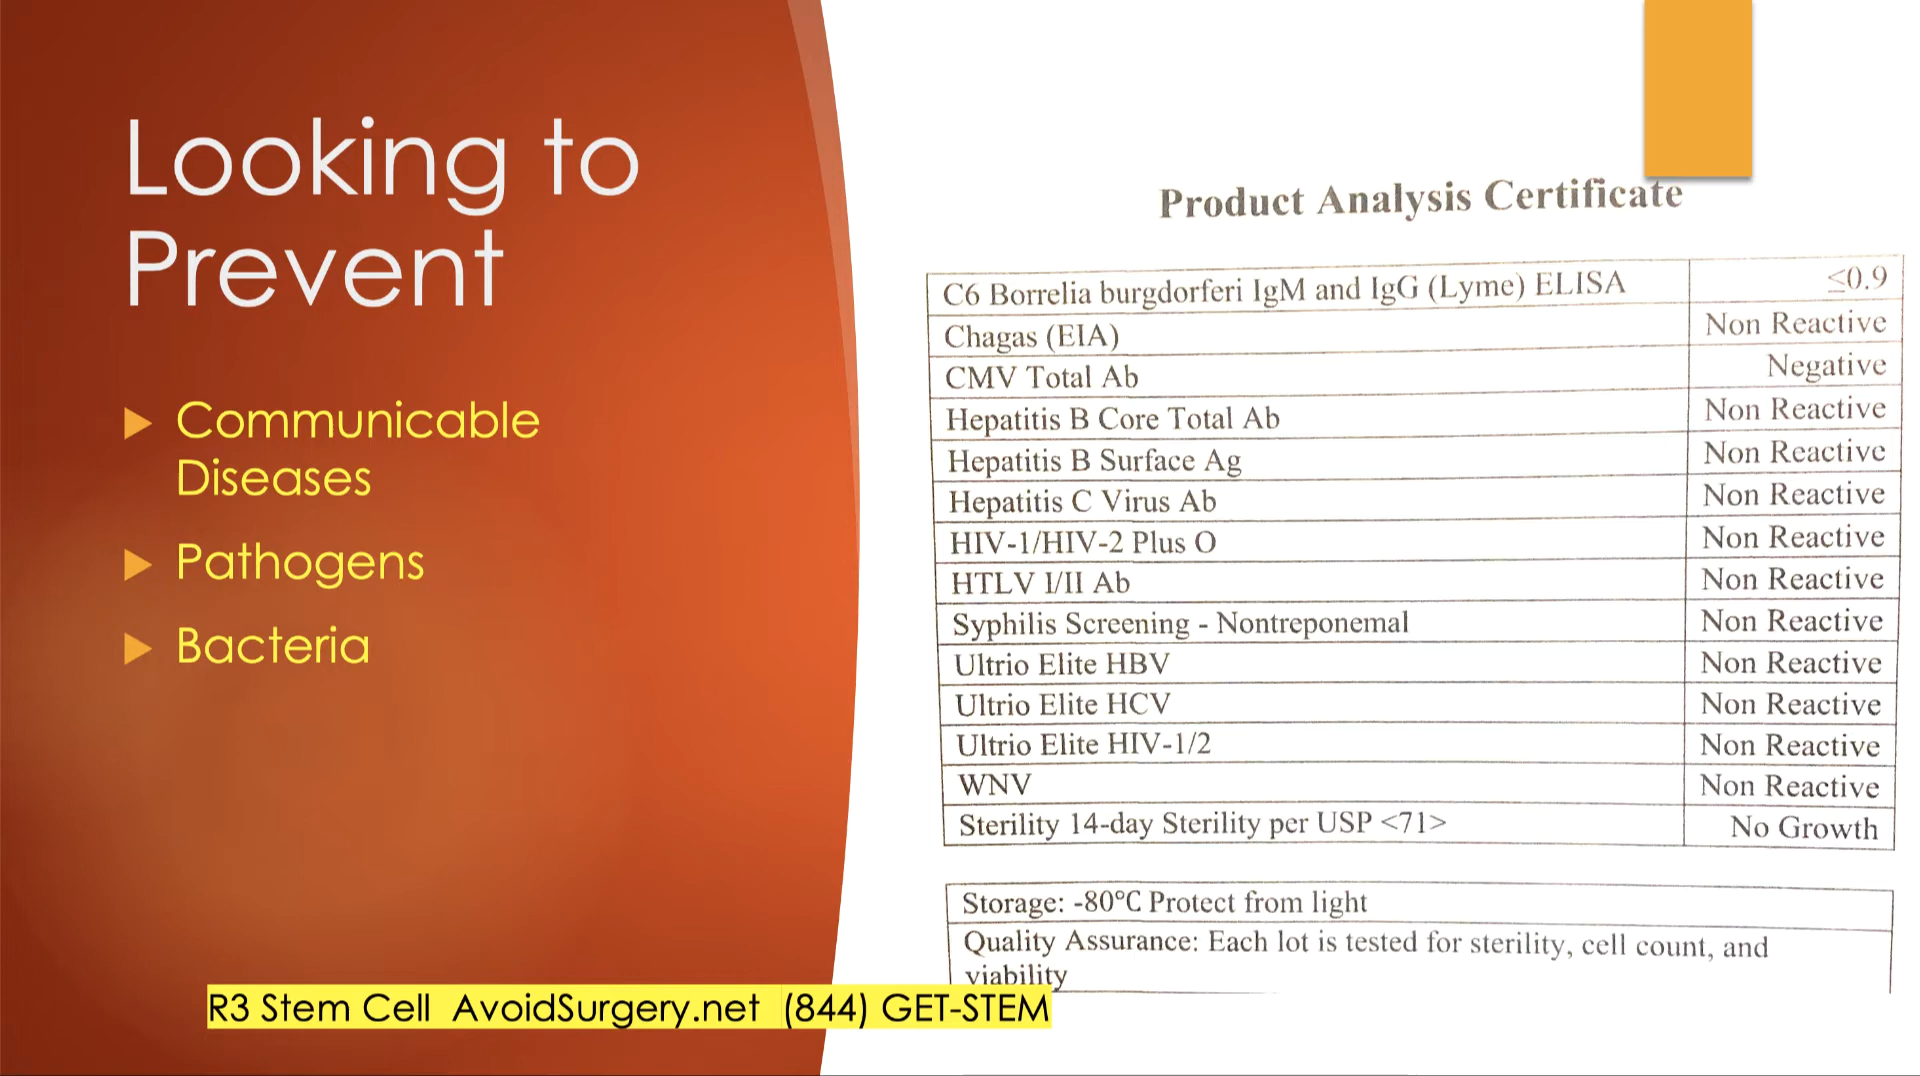 Looking to
Prevent
Communicable
Diseases
Pathogens
Bacteria
Product Analysis Certificate
C6 Borrelia burgdorferi IgM and IgG (Lyme) ELISA ≤0.9
Chagas (EIA) Non Reactive
CMV Total Ab Negative
Hepatitis B Core Total Ab Non Reactive
Hepatitis B Surface Ag Non Reactive
Hepatitis C Virus Ab Non Reactive
HIV-1/HIV-2 Plus O Non Reactive
HTLV I/II Ab Non Reactive
Syphilis Screening - Nontreponemal Non Reactive
Ultrio Elite HBV Non Reactive
Ultrio Elite HCV Non Reactive
Ultrio Elite HIV-1/2 Non Reactive
WNV Non Reactive
Sterility 14-day Sterility per USP <71> No Growth
Storage: -80°C Protect from light
Quality Assurance: Each lot is tested for sterility, cell count, and
viability
R3 Stem Cell AvoidSurgery.net (844) GET-STEM